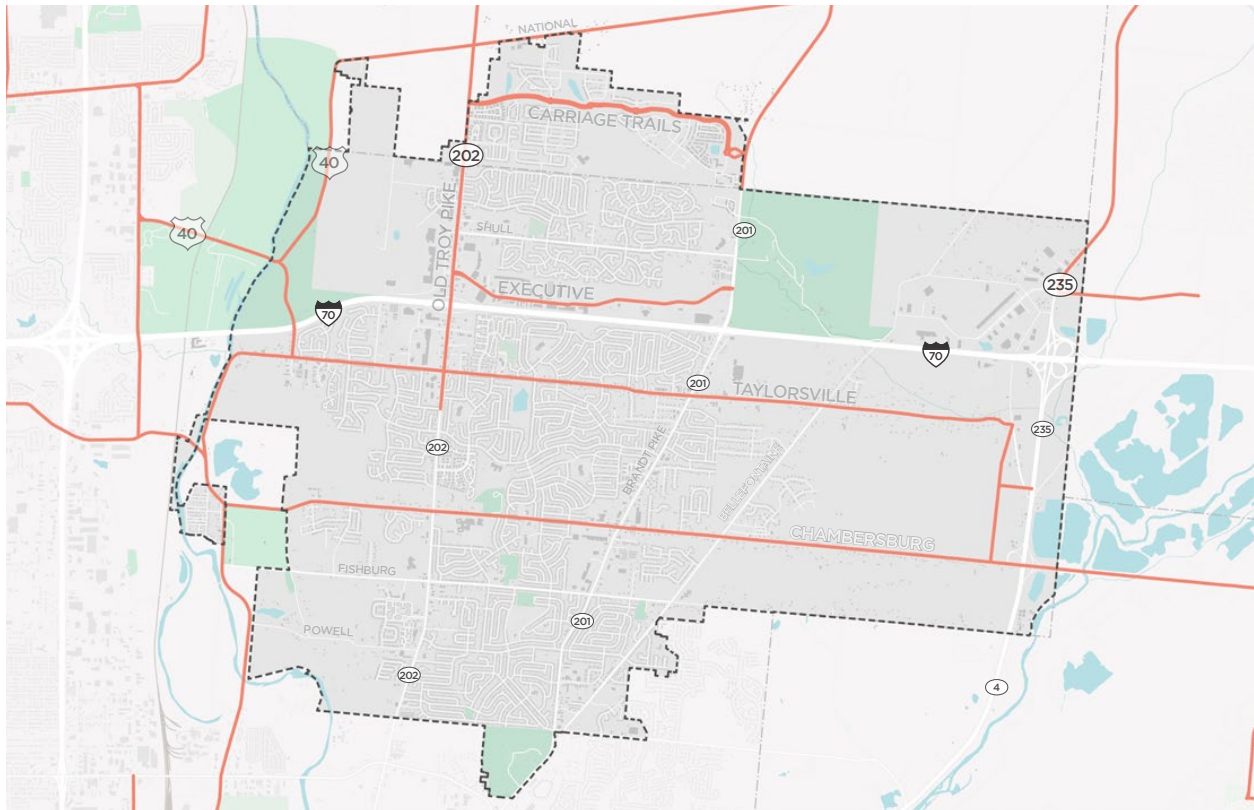 NATIONAL
CARRIAGE TRAILS
202
40
40
OLD TROY PIKE
SHULL
201
EXECUTIVE
235
70
70
201
TAYLORSVILLE
202
BRANDT PIKE
235
BELLEFONTAINE
CHAMBERSBURG
FISHBURG
201
POWELL
202
4